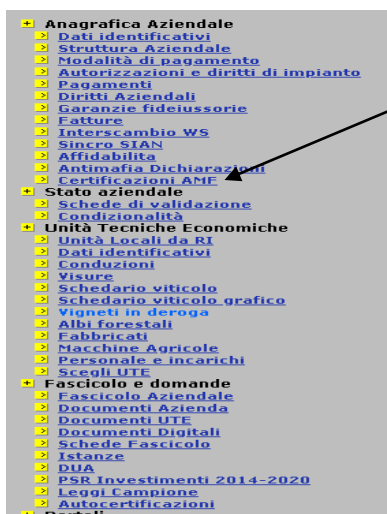 Anagrafica Aziendale
Dati identificativi
Struttura Aziendale
Modalità di pagamento
Autorizzazioni e diritti di impianto
Pagamenti
Diritti Aziendali
Garanzie fideiussorie
Fatture
Interscambio WS
Sincro SIAN
Affidabilita
Antimafia Dichiarazioni
Certificazioni AMF
Stato aziendale
Schede di validazione
Condizionalità
Unità Tecniche Economiche
Unità Locali da RI
Dati identificativi
Conduzioni
Visure
Schedario viticolo
Schedario viticolo grafico
Vigneti in deroga
Albi forestali
Fabbricati
Macchine Agricole
Personale e incarichi
Scegli UTE
Fascicolo e domande
Fascicolo Aziendale
Documenti Azienda
Documenti UTE
Documenti Digitali
Schede Fascicolo
Istanze
DUA
PSR Investimenti 2014-2020
Leggi Campione
Autocertificazioni